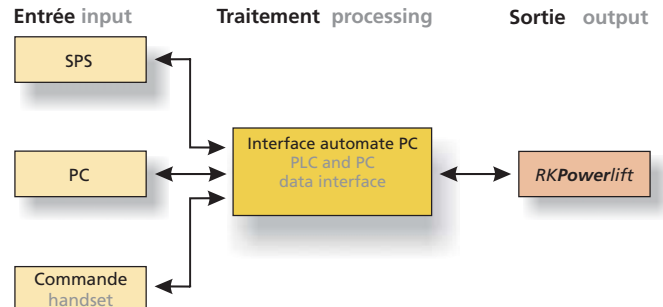 Entrée input
Traitement processing
Sortie output
SPS
PC
Commande
handset
Interface automate PC
PLC and PC
data interface
RKPowerlift